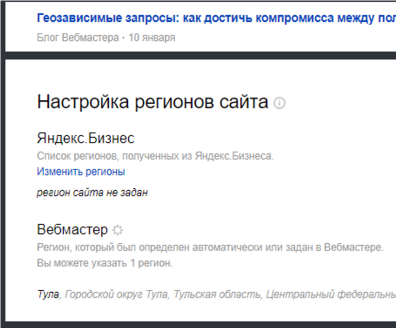 Геозависимые запросы: как достичь компромисса между
Блог Вебмастера · 10 января
Настройка регионов сайта
Яндекс.Бизнес
Список регионов, полученных из Яндекс.Бизнеса.
Изменить регионы
регион сайта не задан
Вебмастер
Регион, который был определен автоматически или задан в Вебмастере.
Вы можете указать 1 регион.
Тула, Городской округ Тула, Тульская область, Центральный федеральн